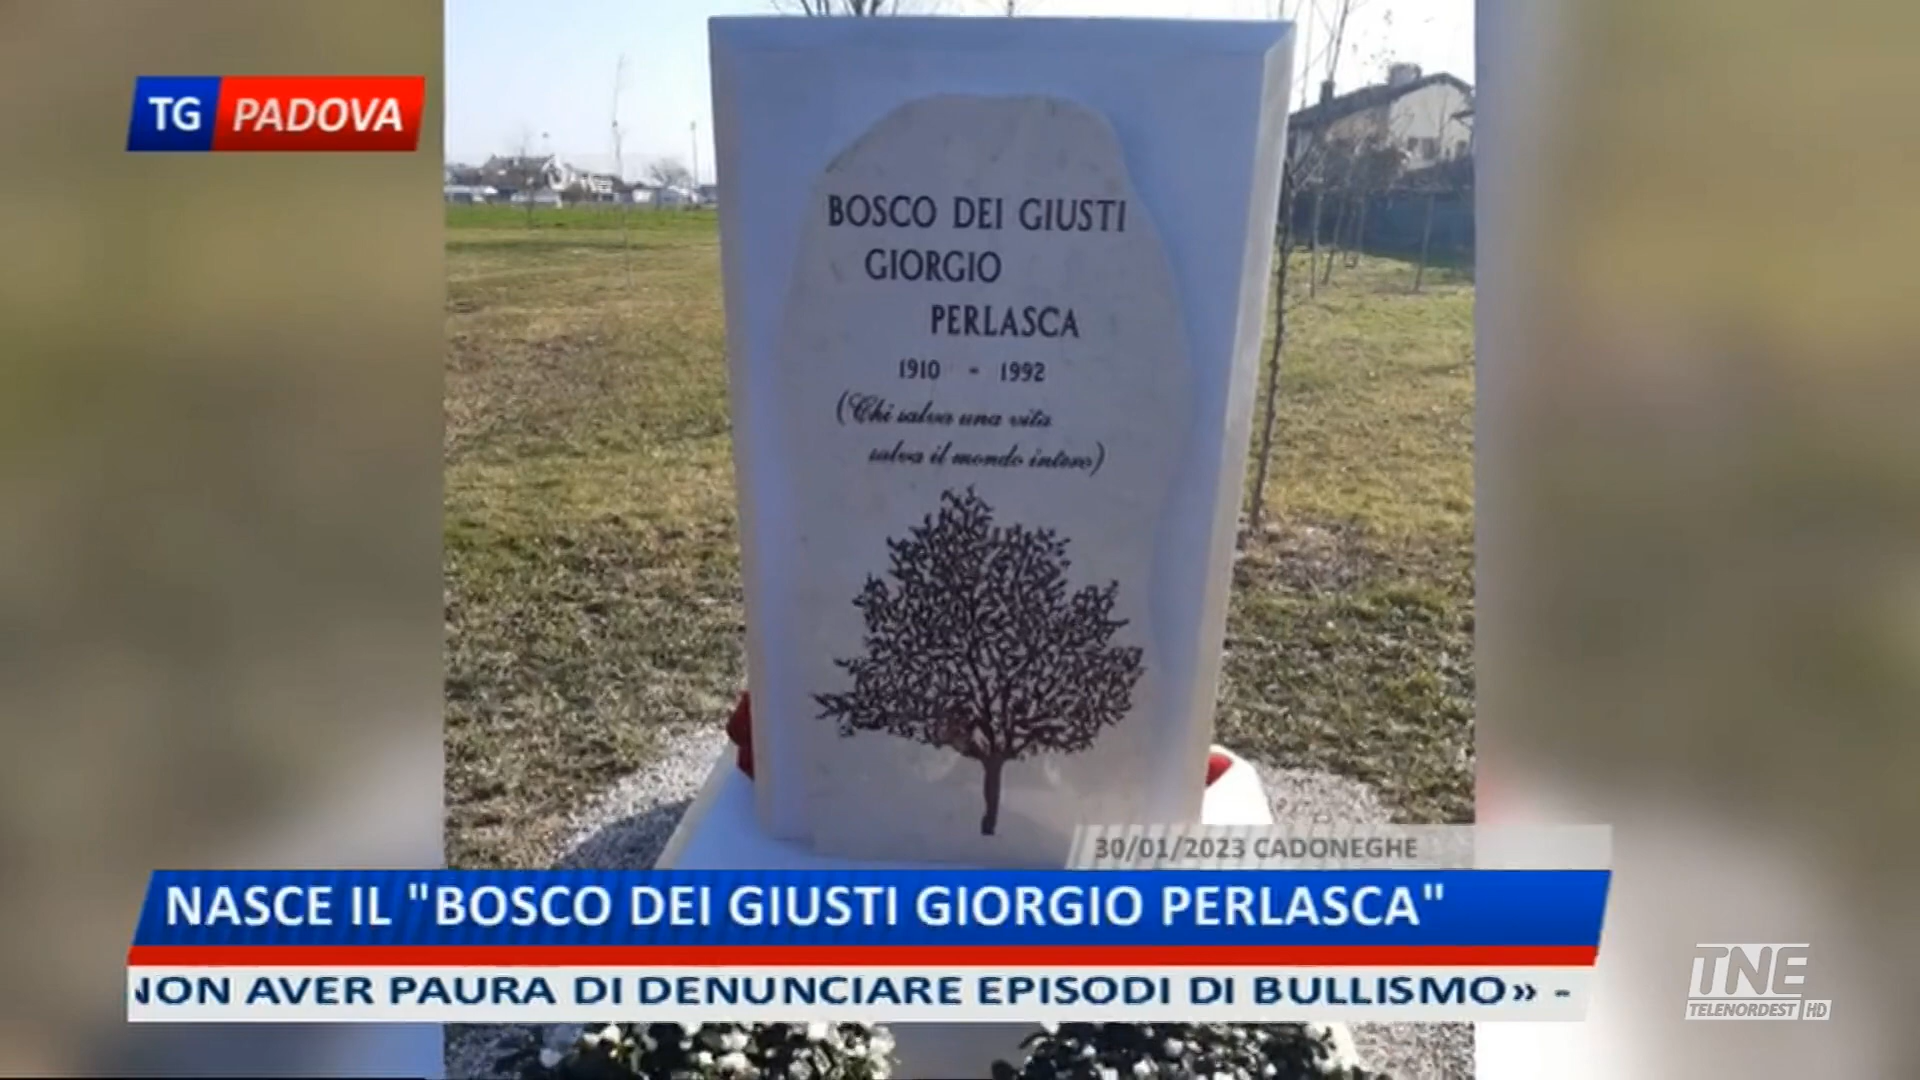 TG PADOVA
BOSCO DEI GIUSTI
GIORGIO
PERLASCA
1910 - 1992
(Chi salva una vita
salva il mondo intero)
30/01/2023 CADONEGHE
NASCE IL "BOSCO DEI GIUSTI GIORGIO PERLASCA"
NON AVER PAURA DI DENUNCIARE EPISODI DI BULLISMO» -
TNE
TELENORDEST HD